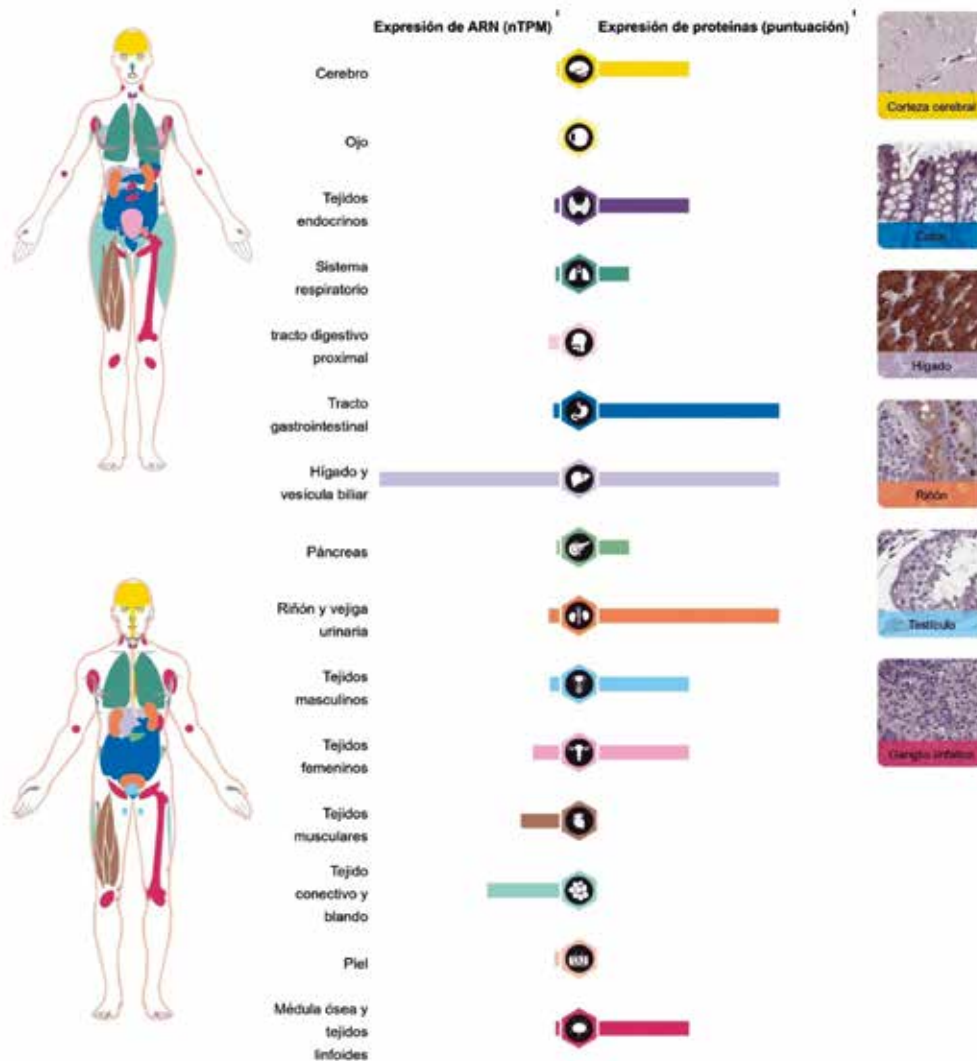 Expresión de ARN (nTPM)
Expresión de proteínas (puntuación)
Cerebro
Ojo
Tejidos
endocrinos
Sistema
respiratorio
tracto digestivo
proximal
Tracto
gastrointestinal
Hígado y
vesícula biliar
Páncreas
Riñón y vejiga
urinaria
Tejidos
masculinos
Tejidos
femeninos
Tejidos
musculares
Tejido
conectivo y
blando
Piel
Médula ósea y
tejidos
linfoides
Corteza cerebral
Colon
Hígado
Riñón
Testículo
Ganglio linfático